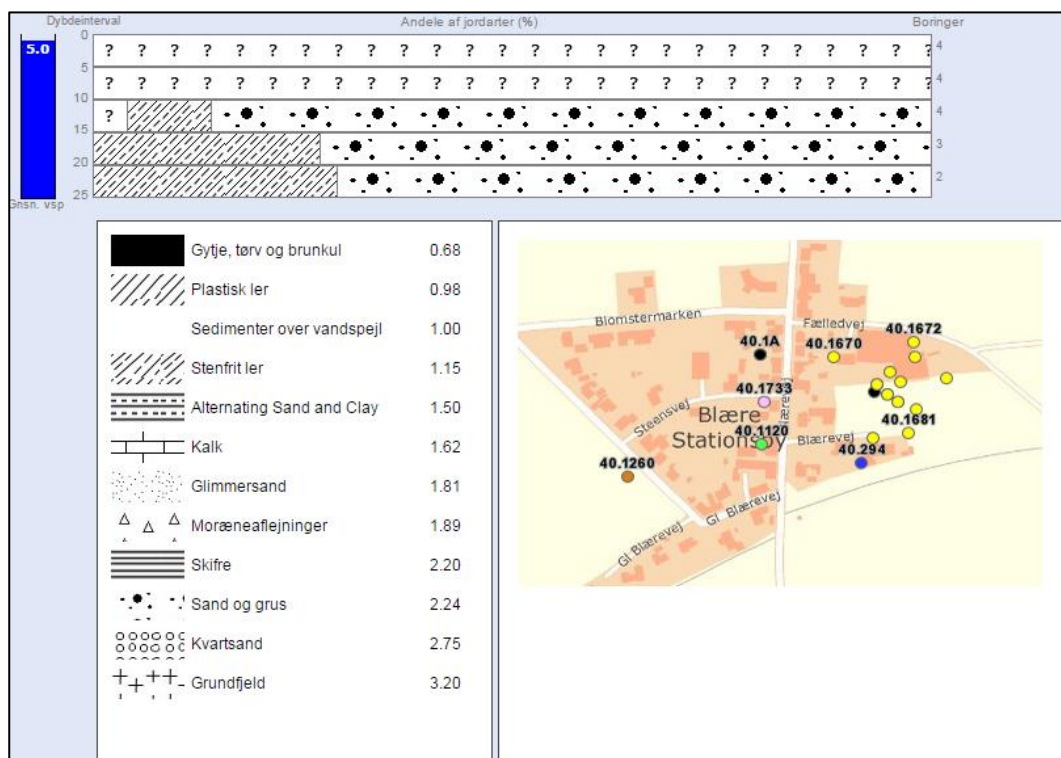 Dybdeinterval Andele af jordarter (%) Boringer
0
5.0
? ? ? ? ? ? ? ? ? ? ? ? ? ? ? ? ? ? ? ? ? ? ? ? ? ? 4
5
? ? ? ? ? ? ? ? ? ? ? ? ? ? ? ? ? ? ? ? ? ? ? ? ? ? 4
10
? 4
15
3
20
2
25
Gnsn. vsp
Gytje, tørv og brunkul 0.68
Plastisk ler 0.98
Sedimenter over vandspejl 1.00
Stenfrit ler 1.15
Alternating Sand and Clay 1.50
Kalk 1.62
Glimmersand 1.81
Moræneaflejninger 1.89
Skifre 2.20
Sand og grus 2.24
Kvartsand 2.75
Grundfjeld 3.20
Blomstermarken
Fælledvej
40.1672
40.1A
40.1670
40.1733
Blærevej
Steensvej
Blære
Stationsby
40.1120
40.1681
Blærevej
40.294
40.1260
Gl Blærevej
Gl Blærevej